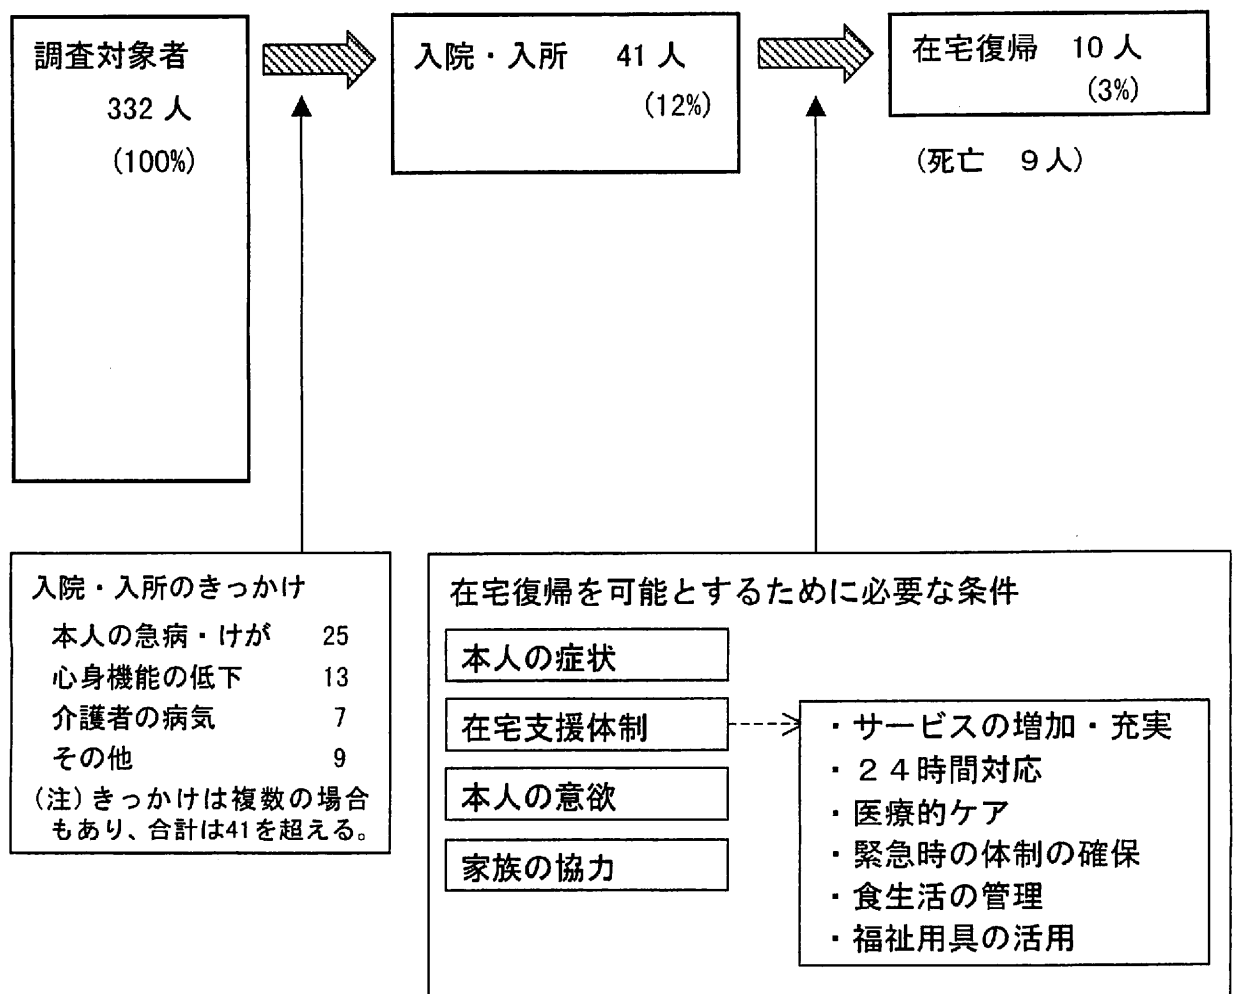 調査対象者
332 人
(100%)
入院・入所　41 人
(12%)
在宅復帰　10 人
(3%)
(死亡　９人)
入院・入所のきっかけ
本人の急病・けが　25
心身機能の低下　13
介護者の病気　7
その他　9
(注) きっかけは複数の場合
もあり、合計は41を超える。
在宅復帰を可能とするために必要な条件
本人の症状
在宅支援体制
本人の意欲
家族の協力
・サービスの増加・充実
・２４時間対応
・医療的ケア
・緊急時の体制の確保
・食生活の管理
・福祉用具の活用